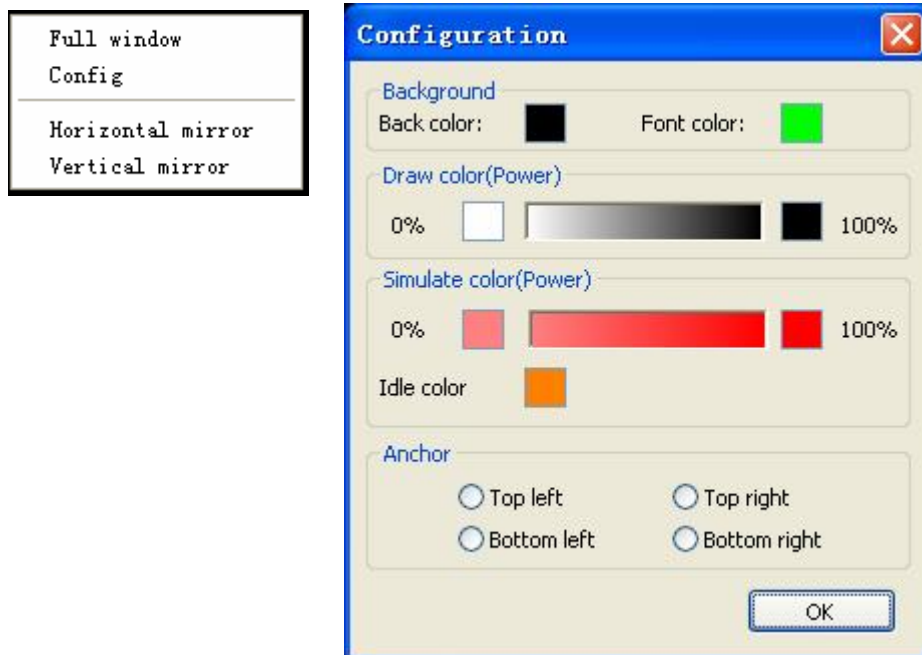 Full window
Config
Horizontal mirror
Vertical mirror
Configuration
Background
Back color: Font color:
Draw color(Power)
0% 100%
Simulate color(Power)
0% 100%
Idle color
Anchor
Top left Top right
Bottom left Bottom right
OK